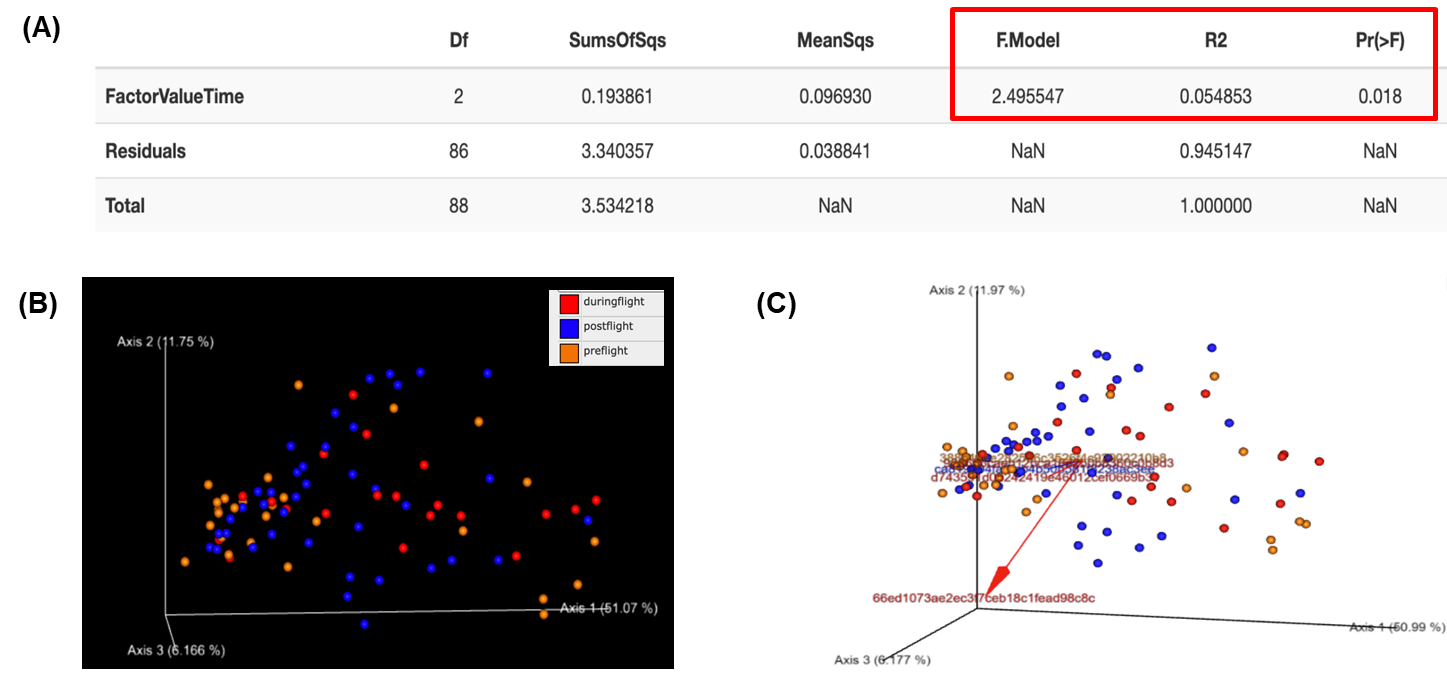 (A)
Df SumsOfSqs MeanSqs F.Model R2 Pr(>F)
FactorValueTime 2 0.193861 0.096930 2.495547 0.054853 0.018
Residuals 86 3.340357 0.038841 NaN 0.945147 NaN
Total 88 3.534218 NaN NaN 1.000000 NaN
(B)
duringflight
postflight
preflight
Axis 2 (11.75 %)
Axis 1 (51.07 %)
Axis 3 (6.166 %)
(C)
Axis 2 (11.97 %)
66ed1073ae2ec3f7ceb18c1fead98c8c
Axis 1 (50.99 %)
Axis 3 (6.177 %)